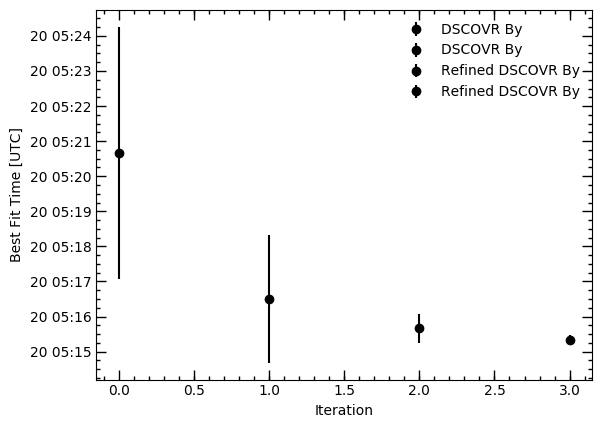 20 05:24
20 05:23
20 05:22
20 05:21
20 05:20
20 05:19
20 05:18
20 05:17
20 05:16
20 05:15
Best Fit Time [UTC]
DSCOVR By
DSCOVR By
Refined DSCOVR By
Refined DSCOVR By
0.0 0.5 1.0 1.5 2.0 2.5 3.0
Iteration